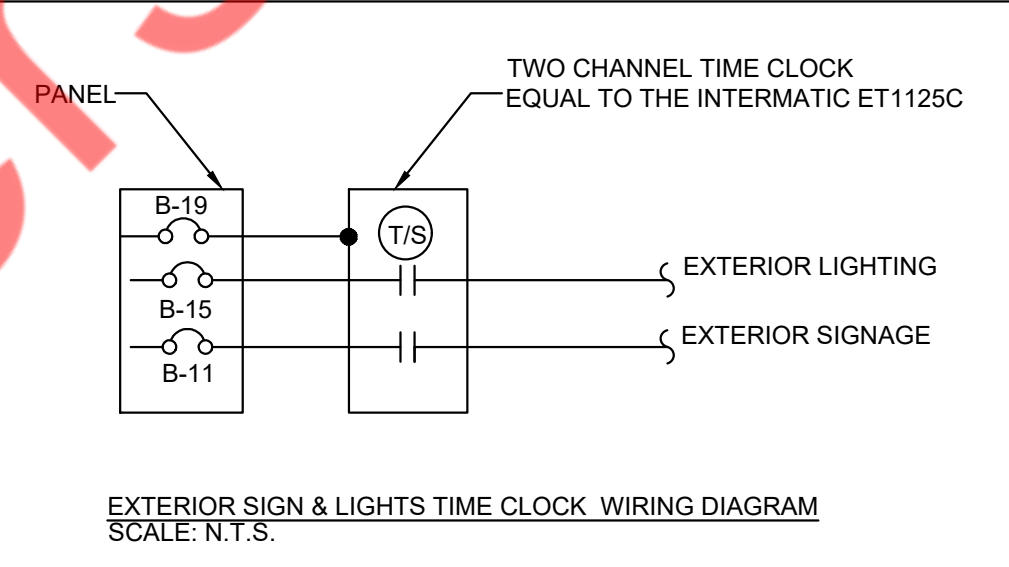 TWO CHANNEL TIME CLOCK
PANEL
EQUAL TO THE INTERMATIC ET1125C
B-19
T/S
EXTERIOR LIGHTING
B-15
EXTERIOR SIGNAGE
B-11
EXTERIOR SIGN & LIGHTS TIME CLOCK WIRING DIAGRAM
SCALE: N.T.S.